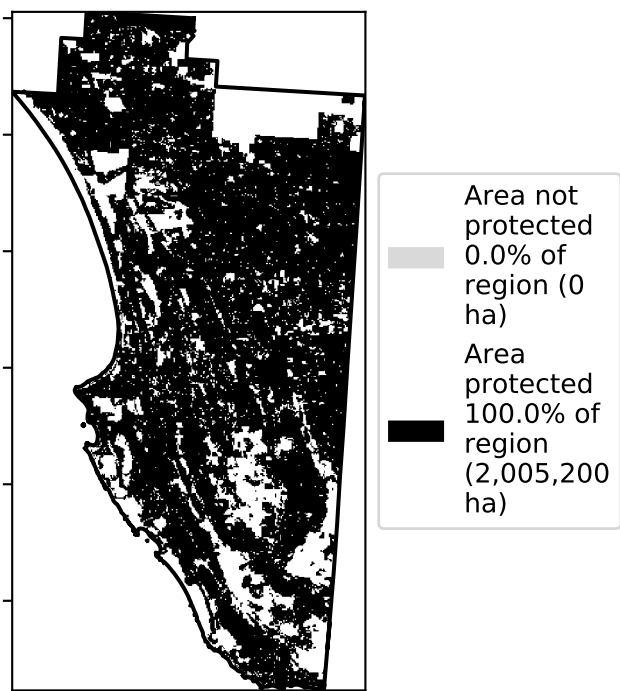 Area not
protected
0.0% of
region (0
ha)
Area
protected
100.0% of
region
(2,005,200
ha)